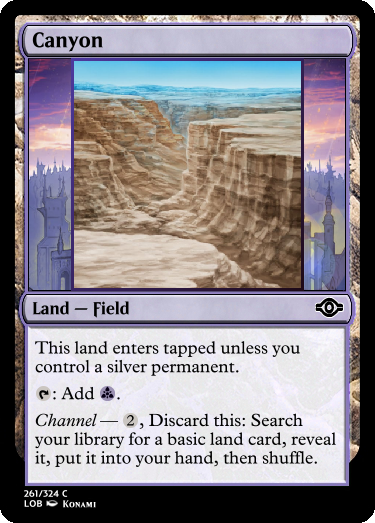 Canyon
Land — Field
This land enters tapped unless you
control a silver permanent.
: Add .
Channel — 2, Discard this: Search
your library for a basic land card, reveal
it, put it into your hand, then shuffle.
261/324 C
LOB Konami